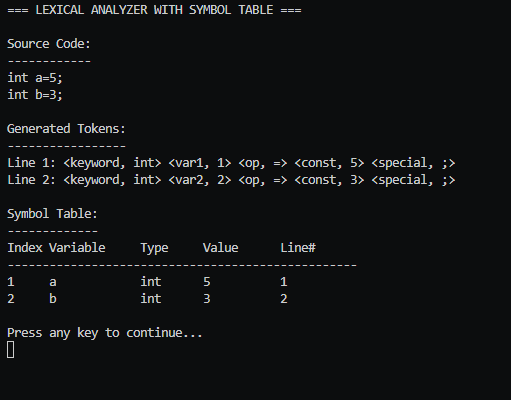 === LEXICAL ANALYZER WITH SYMBOL TABLE ===
Source Code:
------------
int a=5;
int b=3;
Generated Tokens:
-----------------
Line 1: <keyword, int> <var1, 1> <op, => <const, 5> <special, ;>
Line 2: <keyword, int> <var2, 2> <op, => <const, 3> <special, ;>
Symbol Table:
-------------
Index Variable     Type     Value      Line#
--------------------------------------------------
1     a            int      5          1
2     b            int      3          2
Press any key to continue...